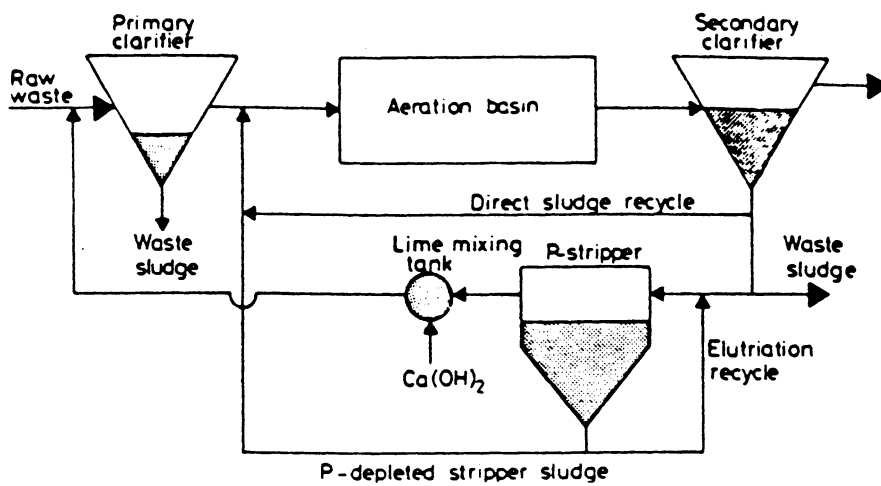 Primary
clarifier
Secondary
clarifier
Raw
waste
Aeration basin
Direct sludge recycle
Waste
sludge
Lime mixing
tank
P-stripper
Waste
sludge
Elutriation
recycle
Ca(OH)2
P-depleted stripper sludge